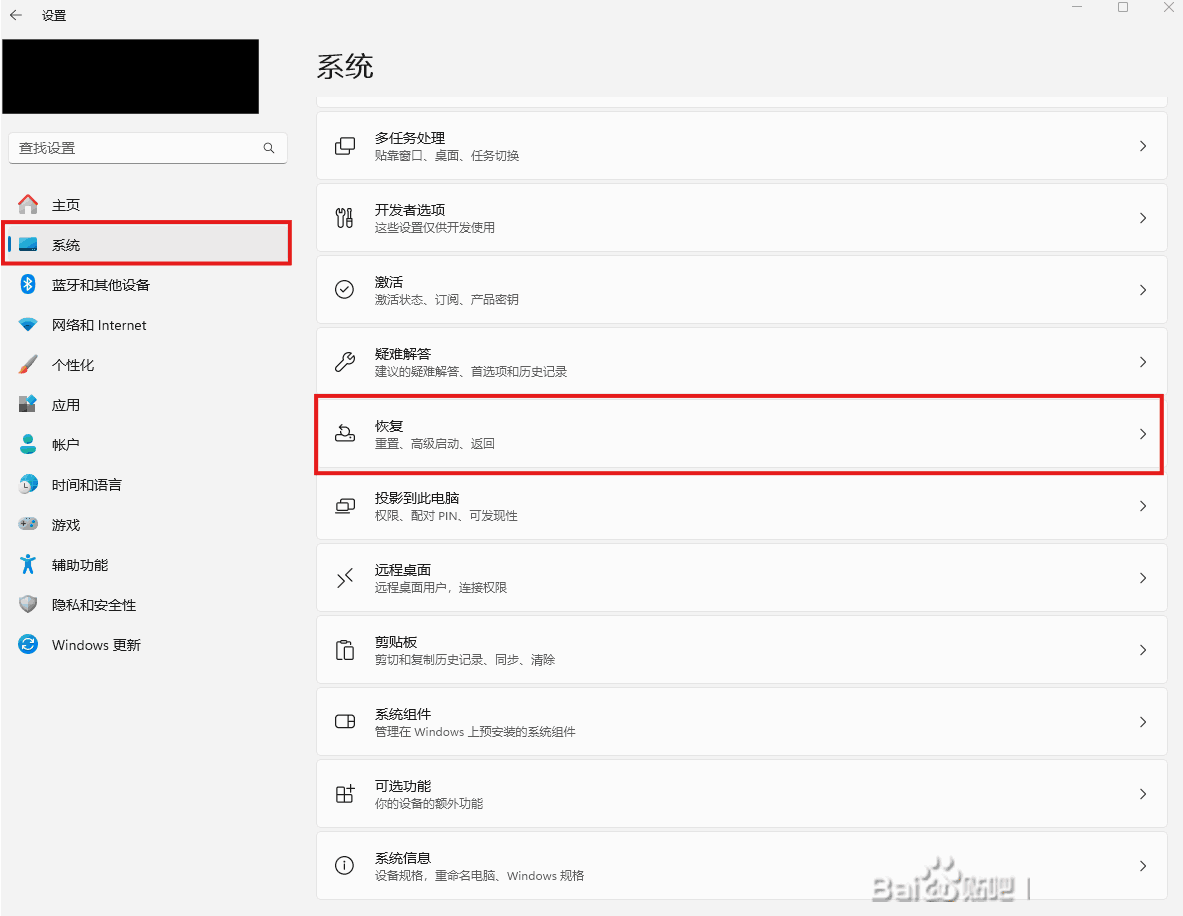 设置
系统
查找设置
主页
系统
蓝牙和其他设备
网络和 Internet
个性化
应用
帐户
时间和语言
游戏
辅助功能
隐私和安全性
Windows 更新
多任务处理
贴靠窗口、桌面、任务切换
开发者选项
这些设置仅供开发使用
激活
激活状态、订阅、产品密钥
疑难解答
建议的疑难解答、首选项和历史记录
恢复
重置、高级启动、返回
投影到此电脑
权限、配对 PIN、可发现性
远程桌面
远程桌面用户，连接权限
剪贴板
剪切和复制历史记录、同步、清除
系统组件
管理在 Windows 上预安装的系统组件
可选功能
你的设备的额外功能
系统信息
设备规格，重命名电脑、Windows 规格
Bai贴吧